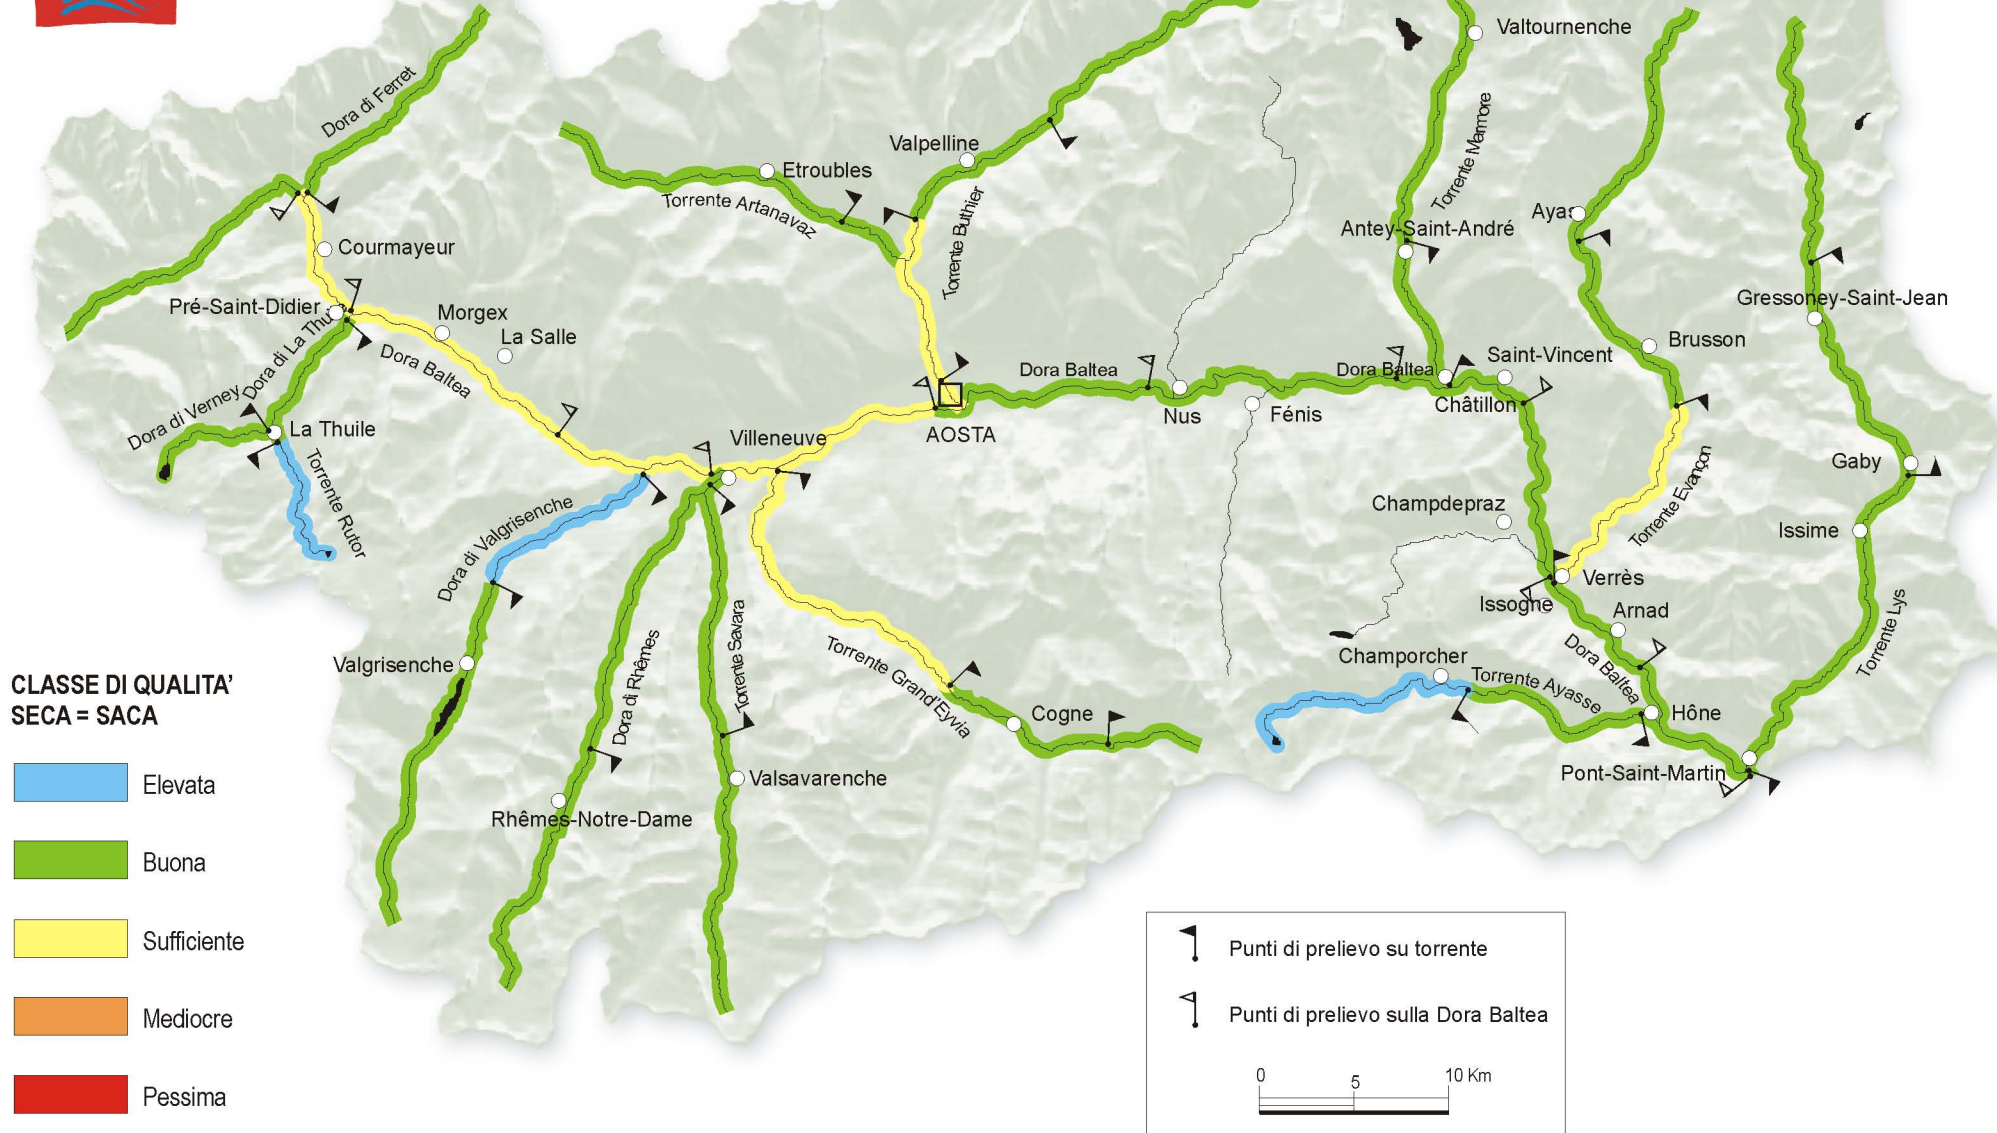 Valtournenche
Dora di Ferret
Torrente Marmore
Valpelline
Etroubles
Torrente Artanavaz
Torrente Buthier
Ayas
Antey-Saint-André
Courmayeur
Gressoney-Saint-Jean
Pré-Saint-Didier
Morgex
La Salle
Dora di La Thuile
Dora Baltea
Dora Baltea
Dora Baltea
Saint-Vincent
Brusson
Dora di Verney
La Thuile
Châtillon
Nus
Fénis
AOSTA
Villeneuve
Torrente Rutor
Gaby
Torrente Evançon
Champdepraz
Issime
Dora di Valgrisenche
Verrès
Issogne
Arnad
Torrente Lys
Valgrisenche
Dora di Rhêmes
Torrente Savara
Torrente Grand'Eyvia
Champorcher
Torrente Ayasse
Dora Baltea
Cogne
Hône
Pont-Saint-Martin
Valsavarenche
Rhêmes-Notre-Dame
CLASSE DI QUALITA'
SECA = SACA
Elevata
Buona
Sufficiente
Mediocre
Pessima
Punti di prelievo su torrente
Punti di prelievo sulla Dora Baltea
0 5 10 Km